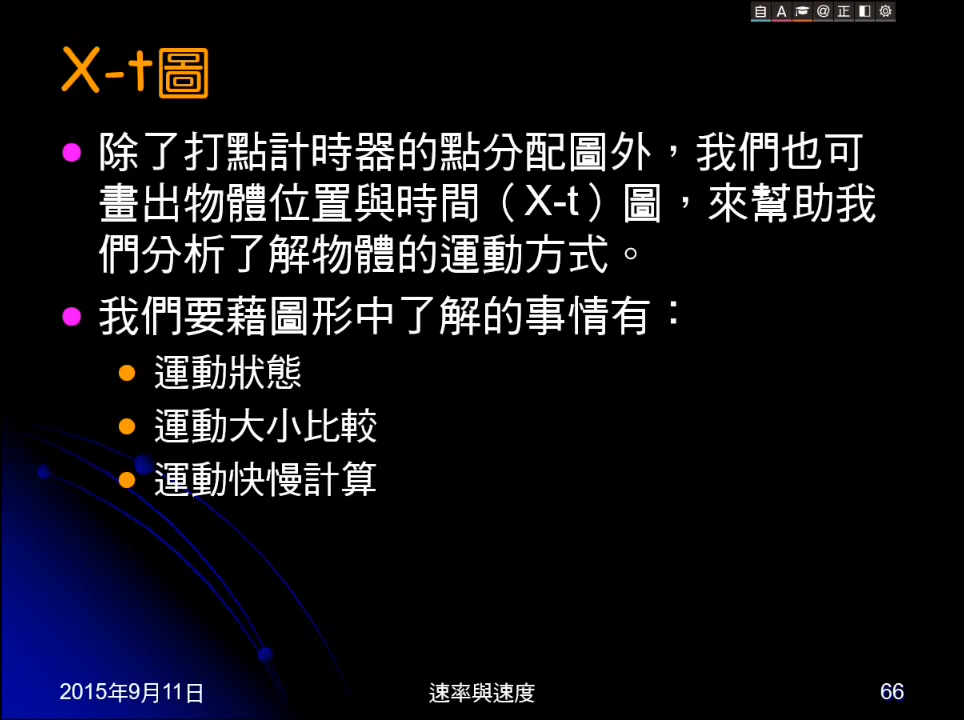 自 A @ 正
X-t圖
除了打點計時器的點分配圖外，我們也可
畫出物體位置與時間（X-t）圖，來幫助我
們分析了解物體的運動方式。
我們要藉圖形中了解的事情有：
運動狀態
運動大小比較
運動快慢計算
2015年9月11日 速率與速度 66